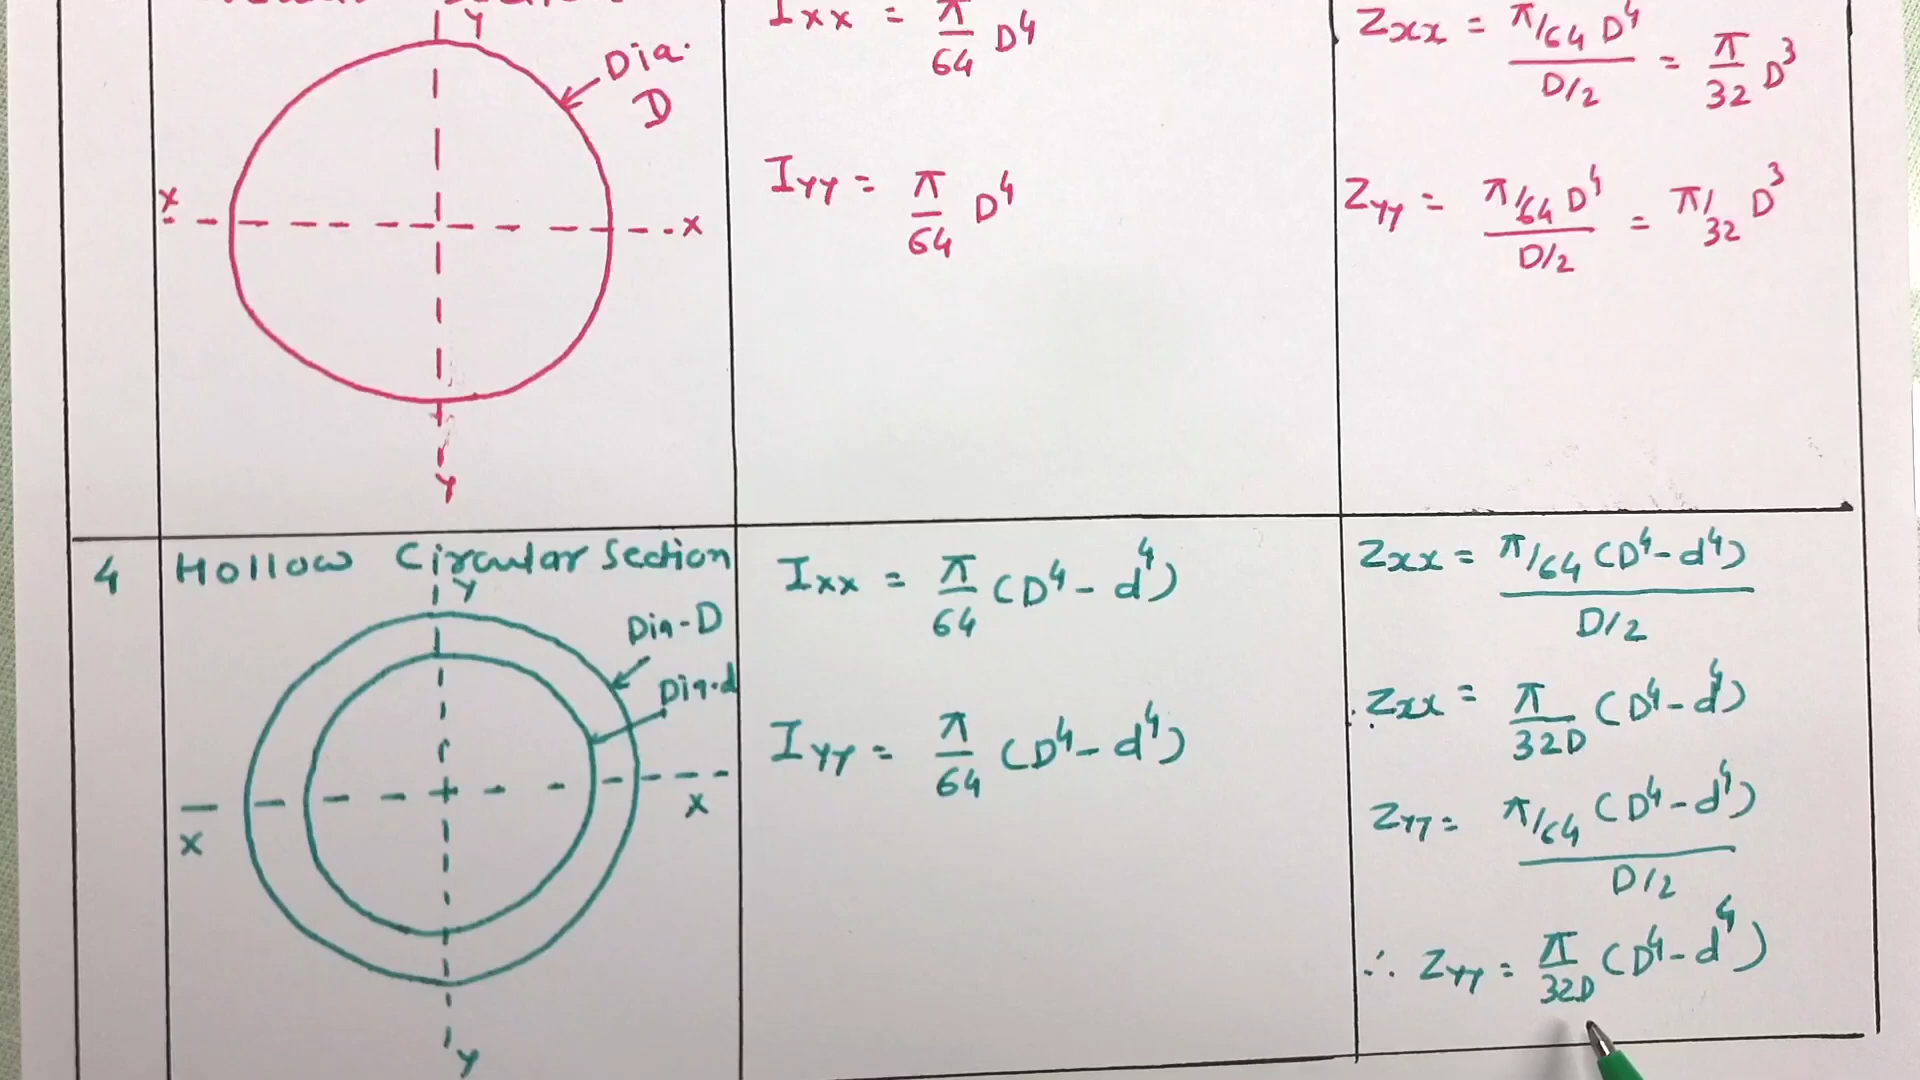 Y
Dia.
D
X
X
Y
Ixx = π/64 D⁴
Iyy = π/64 D⁴
Zxx = π/64 D⁴ / D/2 = π/32 D³
Zyy = π/64 D⁴ / D/2 = π/32 D³
4 Hollow Circular Section
Y
Dia-D
Dia.d
X
X
Y
Ixx = π/64 (D⁴ - d⁴)
Iyy = π/64 (D⁴ - d⁴)
Zxx = π/64 (D⁴ - d⁴) / D/2
∴ Zxx = π/32D (D⁴ - d⁴)
Zyy = π/64 (D⁴ - d⁴) / D/2
∴ Zyy = π/32D (D⁴ - d⁴)